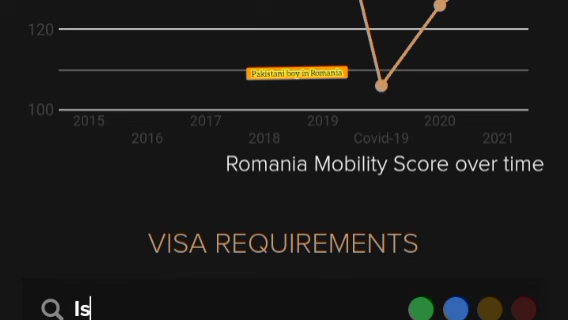 120
Pakistani boy in Romania
100
2015 2017 2019 2020
2016 2018 Covid-19 2021
Romania Mobility Score over time
VISA REQUIREMENTS
Is